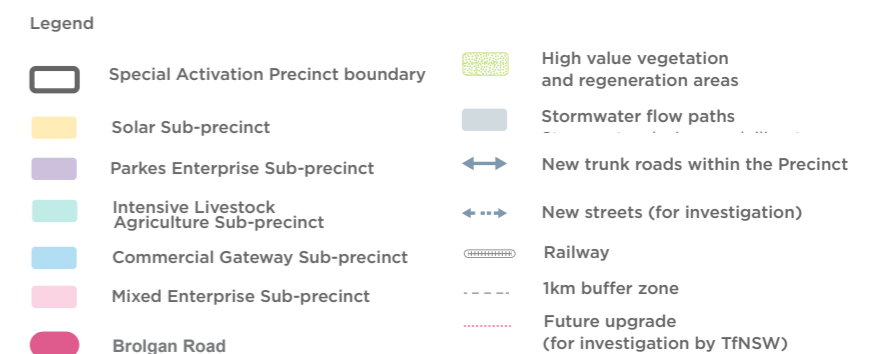 Legend
Special Activation Precinct boundary
Solar Sub-precinct
Parkes Enterprise Sub-precinct
Intensive Livestock
Agriculture Sub-precinct
Commercial Gateway Sub-precinct
Mixed Enterprise Sub-precinct
Brolgan Road
High value vegetation
and regeneration areas
Stormwater flow paths
New trunk roads within the Precinct
New streets (for investigation)
Railway
1km buffer zone
Future upgrade
(for investigation by TfNSW)